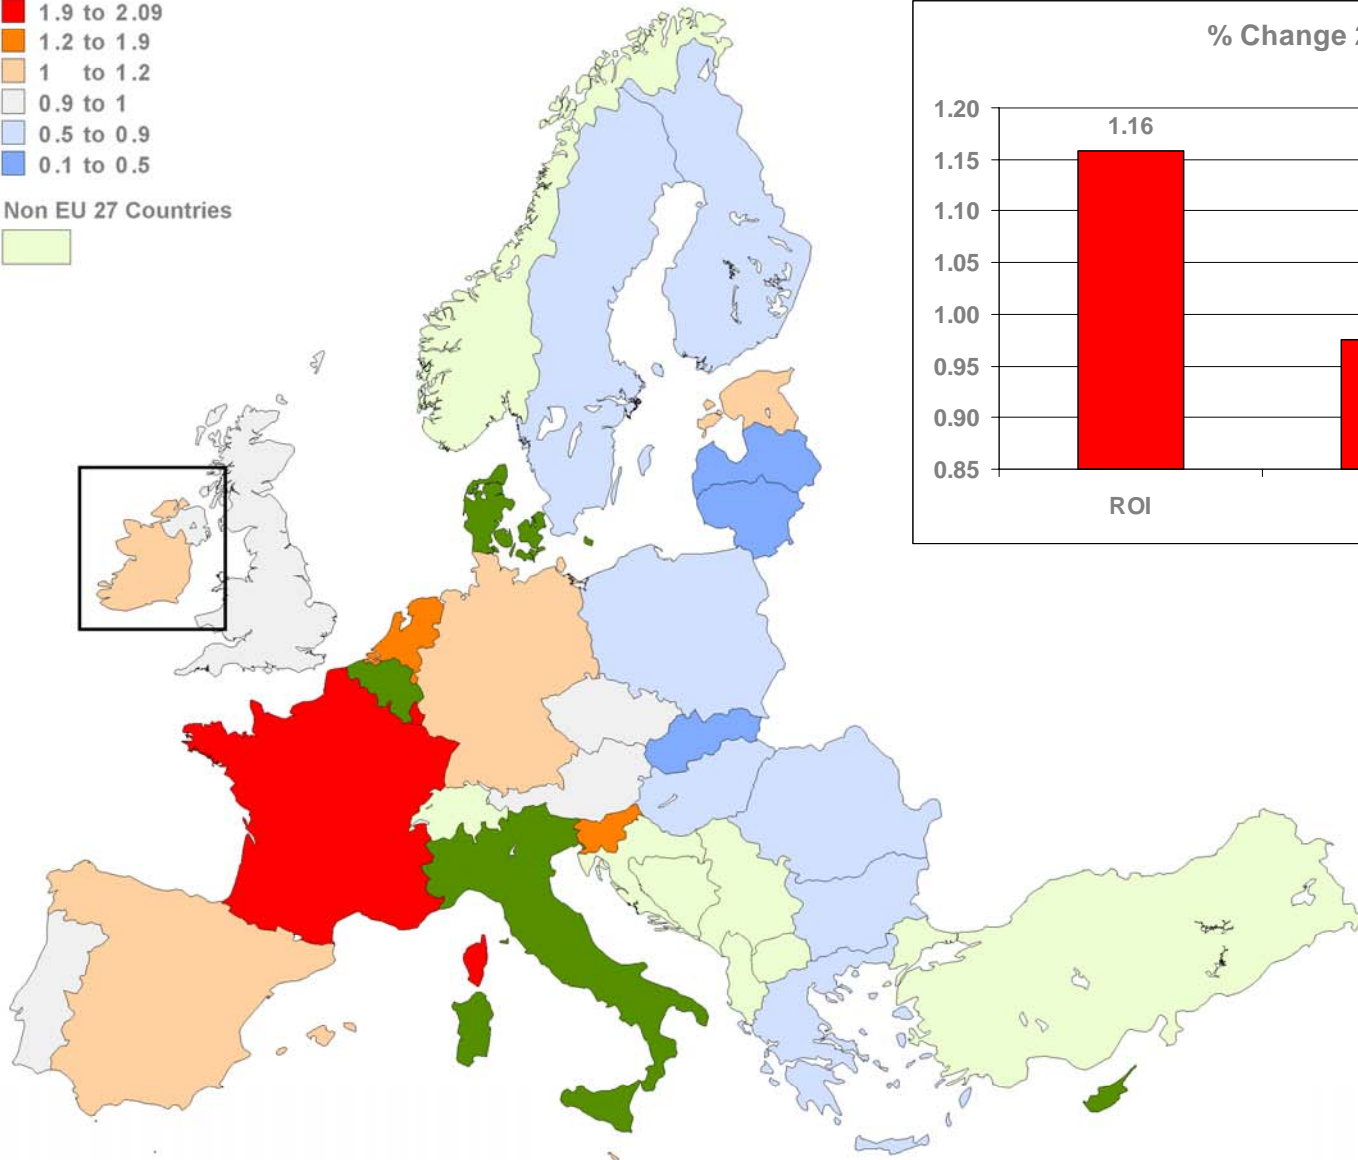 1.9 to 2.09
1.2 to 1.9
1 to 1.2
0.9 to 1
0.5 to 0.9
0.1 to 0.5
Non EU 27 Countries
% Change
1.20
1.15
1.10
1.05
1.00
0.95
0.90
0.85
1.16
ROI